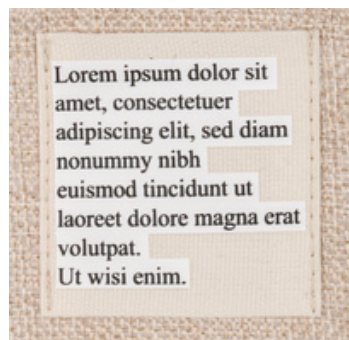 Lorem ipsum dolor sit
amet, consectetuer
adipiscing elit, sed diam
nonummy nibh
euismod tincidunt ut
laoreet dolore magna erat
volutpat.
Ut wisi enim.